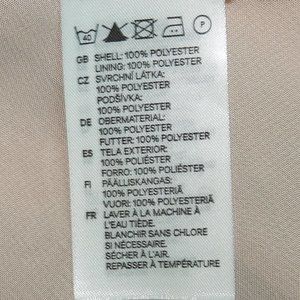 40 P
GB SHELL: 100% POLYESTER
LINING: 100% POLYESTER
CZ SVRCHNÍ LÁTKA:
100% POLYESTER
PODŠÍVKA:
100% POLYESTER
DE OBERMATERIAL:
100% POLYESTER
FUTTER: 100% POLYESTER
ES TELA EXTERIOR:
100% POLIÉSTER
FORRO: 100% POLIÉSTER
FI PÄÄLLISKANGAS:
100% POLYESTERIÄ
VUORI: 100% POLYESTERIÄ
FR LAVER À LA MACHINE À
L'EAU TIÈDE.
BLANCHIR SANS CHLORE
SI NÉCESSAIRE.
SÉCHER À L'AIR.
REPASSER À TEMPÉRATURE